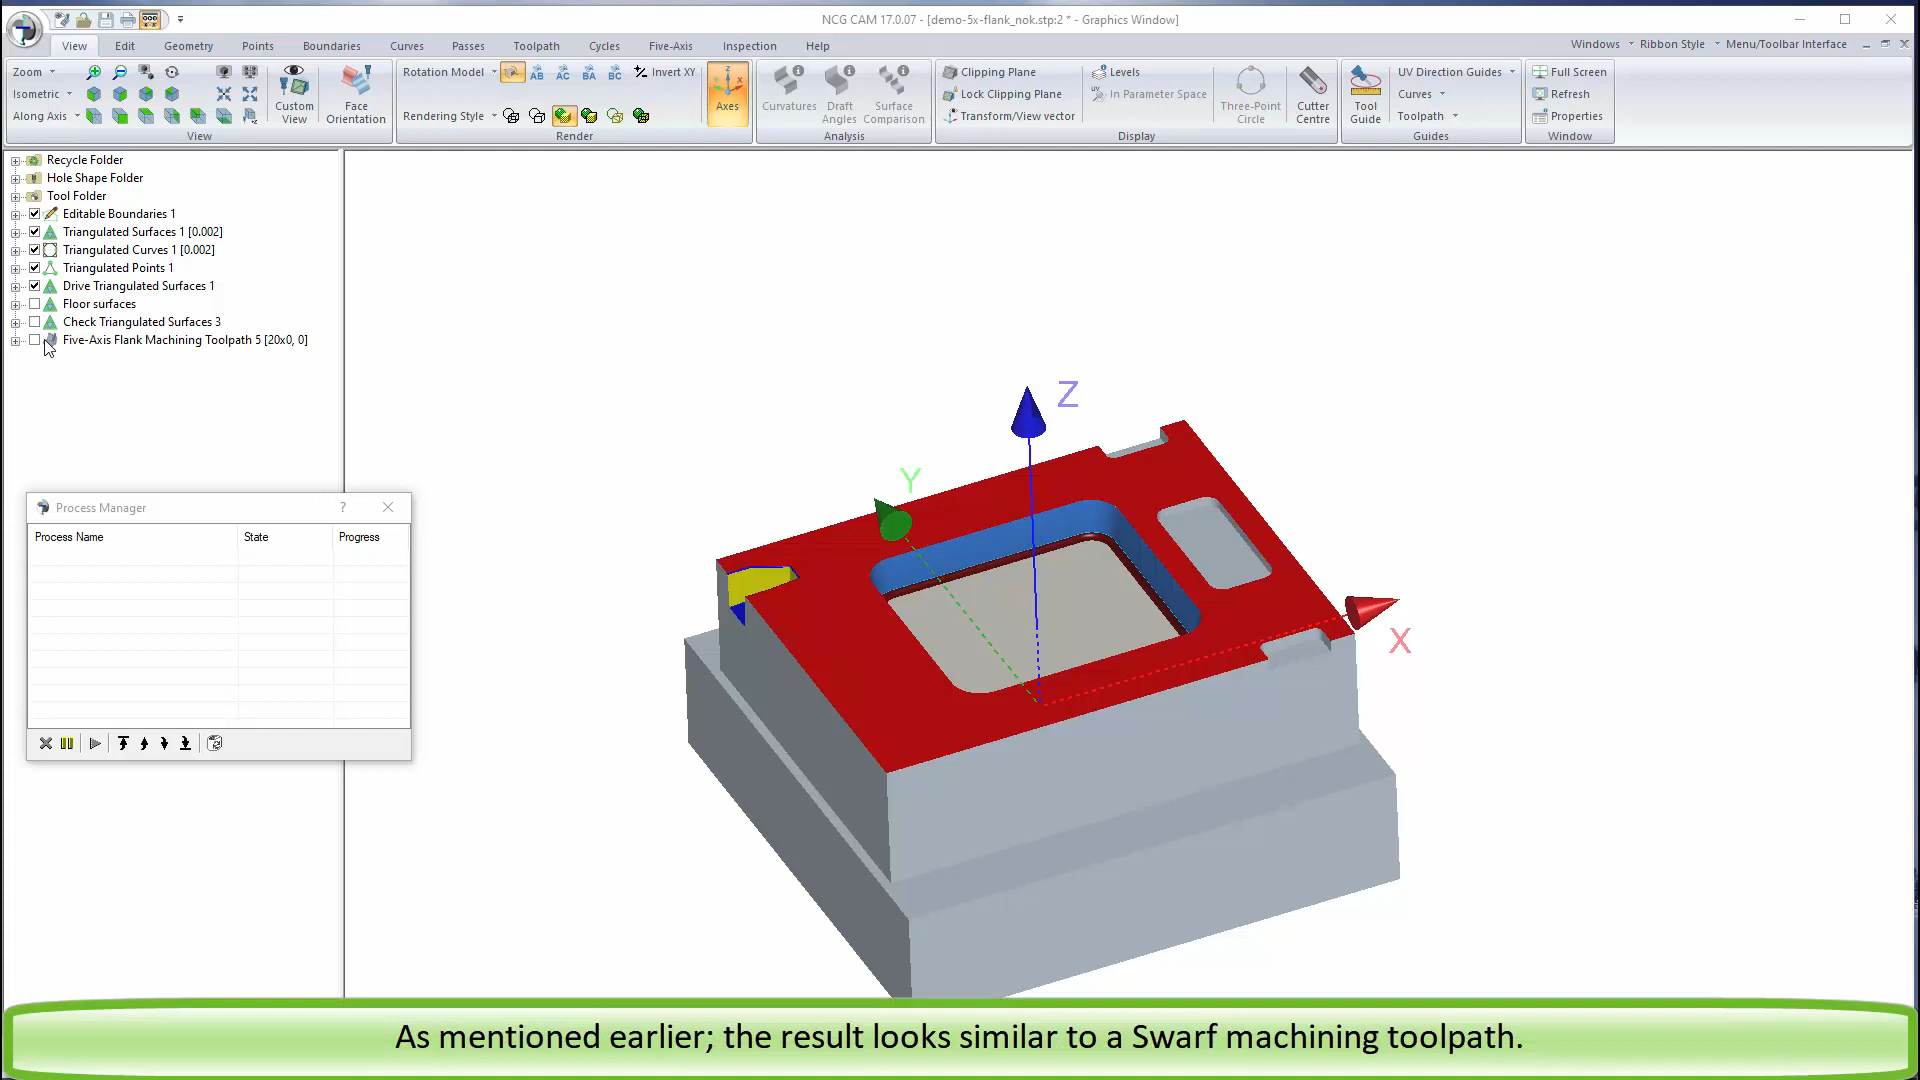 NCG CAM 17.0.07 - [demo-5x-flank_nok.stp:2 * - Graphics Window]
View Edit Geometry Points Boundaries Curves Passes Toolpath Cycles Five-Axis Inspection Help
Windows Ribbon Style Menu/Toolbar Interface
Zoom
Isometric
Along Axis
Custom View
Face Orientation
View
Rotation Model AB AC BA BC Invert XY
Rendering Style
Render
Axes
Curvatures
Draft Angles
Surface Comparison
Analysis
Clipping Plane
Lock Clipping Plane
Transform/View vector
Levels
UV In Parameter Space
Three-Point Circle
Cutter Centre
Display
Tool Guide
UV Direction Guides
Curves
Toolpath
Guides
Full Screen
Refresh
Properties
Window
Recycle Folder
Hole Shape Folder
Tool Folder
Editable Boundaries 1
Triangulated Surfaces 1 [0.002]
Triangulated Curves 1 [0.002]
Triangulated Points 1
Drive Triangulated Surfaces 1
Floor surfaces
Check Triangulated Surfaces 3
Five-Axis Flank Machining Toolpath 5 [20x0, 0]
Process Manager ?
Process Name State Progress
Z
Y
X
As mentioned earlier; the result looks similar to a Swarf machining toolpath.